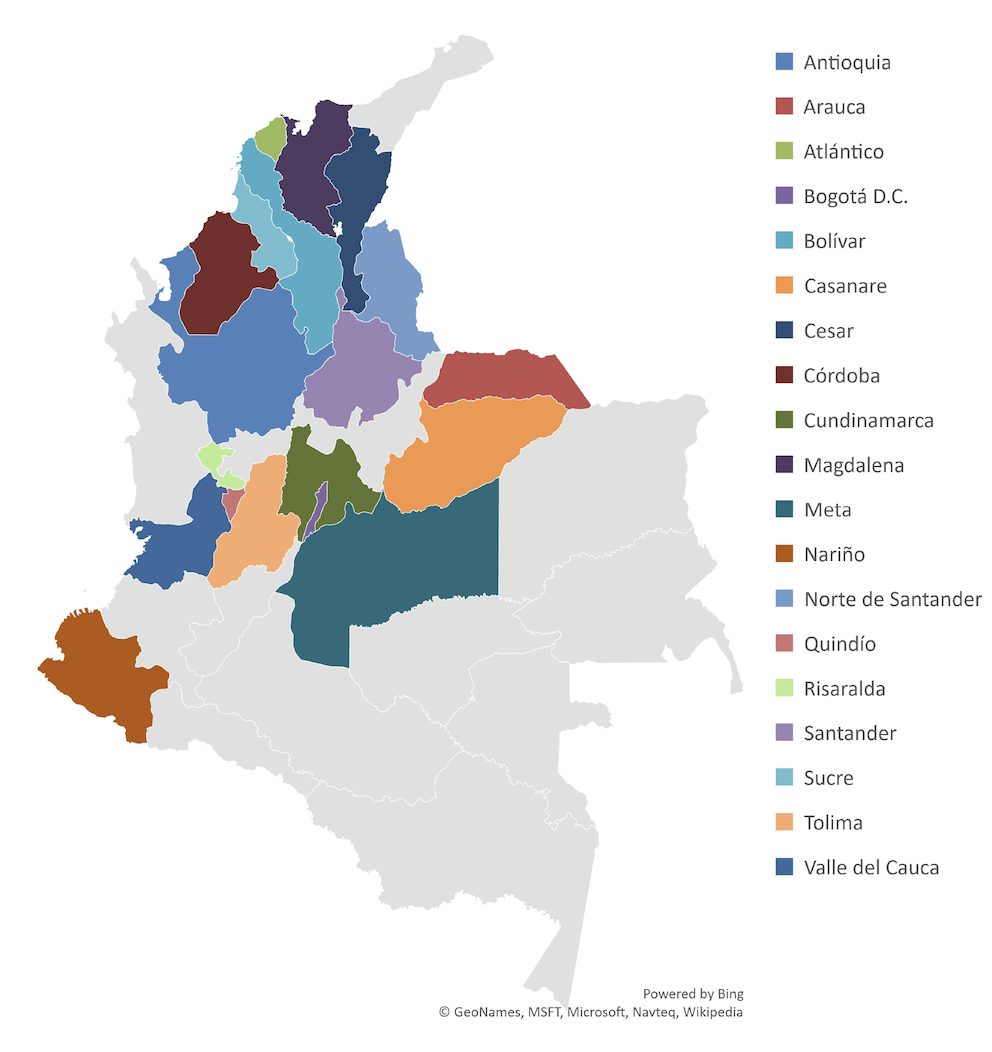 Antioquia
Arauca
Atlántico
Bogotá D.C.
Bolívar
Casanare
Cesar
Córdoba
Cundinamarca
Magdalena
Meta
Nariño
Norte de Santander
Quindío
Risaralda
Santander
Sucre
Tolima
Valle del Cauca
Powered by Bing
© GeoNames, MSFT, Microsoft, Navteq, Wikipedia